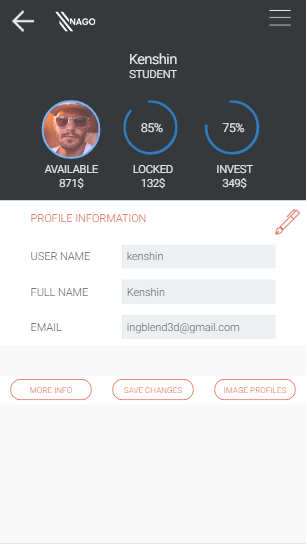 NAGO
Kenshin
STUDENT
85%
75%
AVAILABLE
871$
LOCKED
132$
INVEST
349$
PROFILE INFORMATION
USER NAME
kenshin
FULL NAME
Kenshin
EMAIL
ingblend3d@gmail.com
MORE INFO
SAVE CHANGES
IMAGE PROFILES